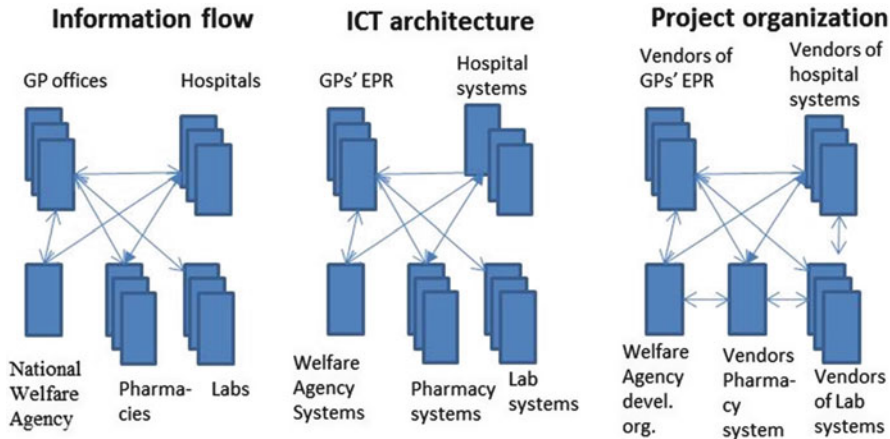 Information flow
GP offices
Hospitals
National
Welfare
Agency
Pharma-
cies
Labs
ICT architecture
GPs' EPR
Hospital
systems
Welfare
Agency
Systems
Pharmacy systems
Lab
systems
Project organization
Vendors of
GPs' EPR
Vendors of
hospital
systems
Welfare
Agency
devel.
org.
Vendors
Pharma-
cy
system
Vendors
of Lab
systems